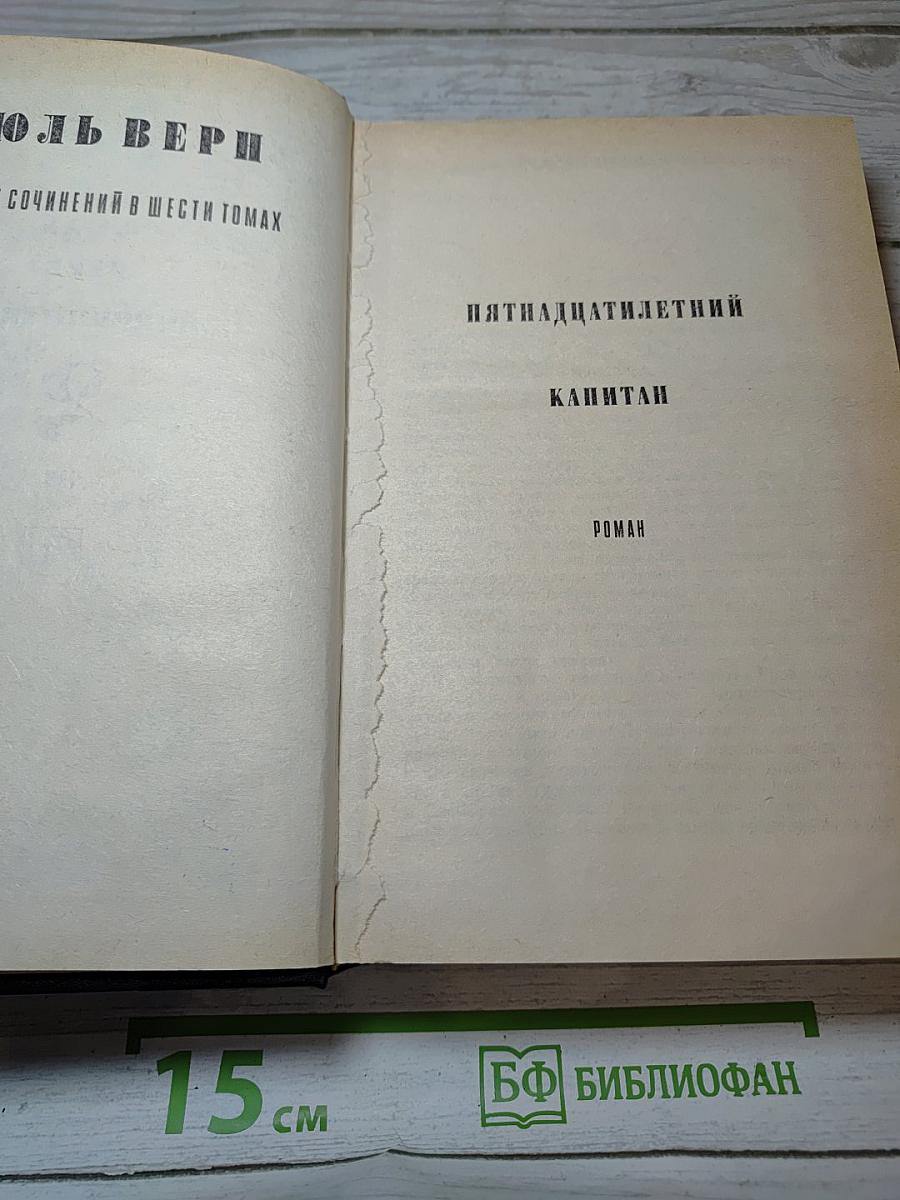 ЮЛЬ ВЕРН
СОЧИНЕНИЙ В ШЕСТИ ТОМАХ
ПЯТНАДЦАТИЛЕТНИЙ
КАПИТАН
РОМАН
15 см
БФ БИБЛИОФАН